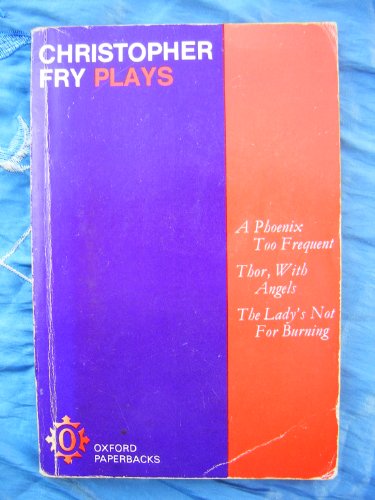 CHRISTOPHER
FRY PLAYS
A Phoenix
Too Frequent
Thor, With
Angels
The Lady's Not
For Burning
O
OXFORD
PAPERBACKS